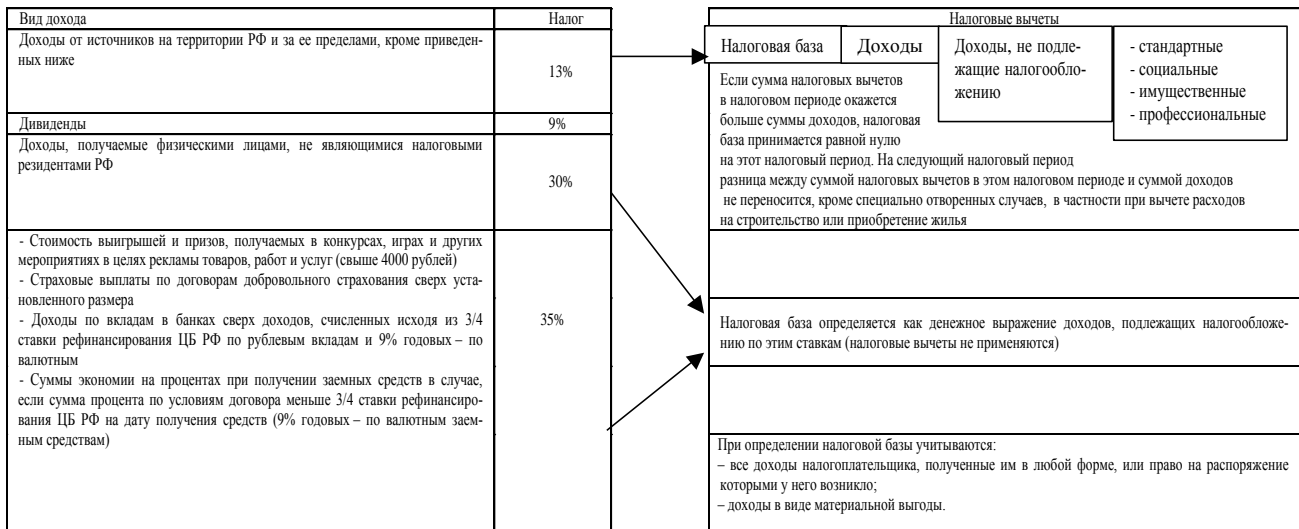 Вид дохода
Налог
Доходы от источников на территории РФ и за ее пределами, кроме приведен-
ных ниже
13%
Дивиденды
9%
Доходы, получаемые физическими лицами, не являющимися налоговыми
резидентами РФ
30%
- Стоимость выигрышей и призов, получаемых в конкурсах, играх и других
мероприятиях в целях рекламы товаров, работ и услуг (свыше 4000 рублей)
- Страховые выплаты по договорам добровольного страхования сверх уста-
новленного размера
- Доходы по вкладам в банках сверх доходов, счисленных исходя из 3/4
ставки рефинансирования ЦБ РФ по рублевым вкладам и 9% годовых – по
валютным
- Суммы экономии на процентах при получении заемных средств в случае,
если сумма процента по условиям договора меньше 3/4 ставки рефинансиро-
вания ЦБ РФ на дату получения средств (9% годовых – по валютным заем-
ным средствам)
35%
Налоговые вычеты
Налоговая база
Доходы
Доходы, не подле-
жащие налогообло-
жению
- стандартные
- социальные
- имущественные
- профессиональные
Если сумма налоговых вычетов
в налоговом периоде окажется
больше суммы доходов, налоговая
база принимается равной нулю
на этот налоговый период. На следующий налоговый период
разница между суммой налоговых вычетов в этом налоговом периоде и суммой доходов
не переносится, кроме специально отворенных случаев, в частности при вычете расходов
на строительство или приобретение жилья
Налоговая база определяется как денежное выражение доходов, подлежащих налогообложе-
нию по этим ставкам (налоговые вычеты не применяются)
При определении налоговой базы учитываются:
– все доходы налогоплательщика, полученные им в любой форме, или право на распоряжение
которыми у него возникло;
– доходы в виде материальной выгоды.